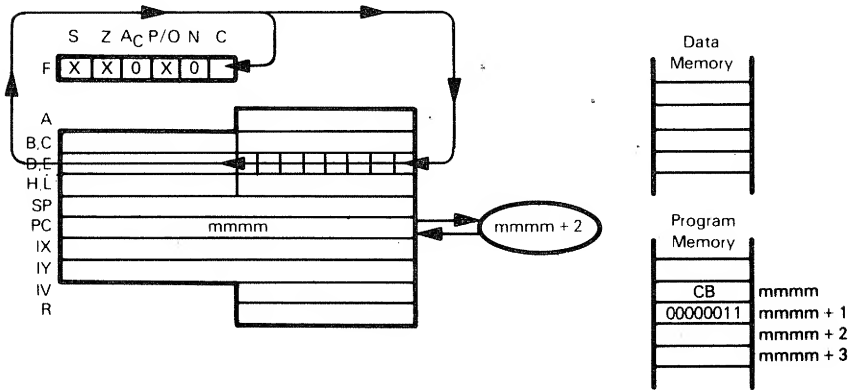 S Z AC P/O N C
F X X 0 X 0
A
B,C
D,E
H,L
SP
PC mmmm mmmm + 2
IX
IY
IV
R
Data
Memory
Program
Memory
CB mmmm
00000011 mmmm + 1
mmmm + 2
mmmm + 3